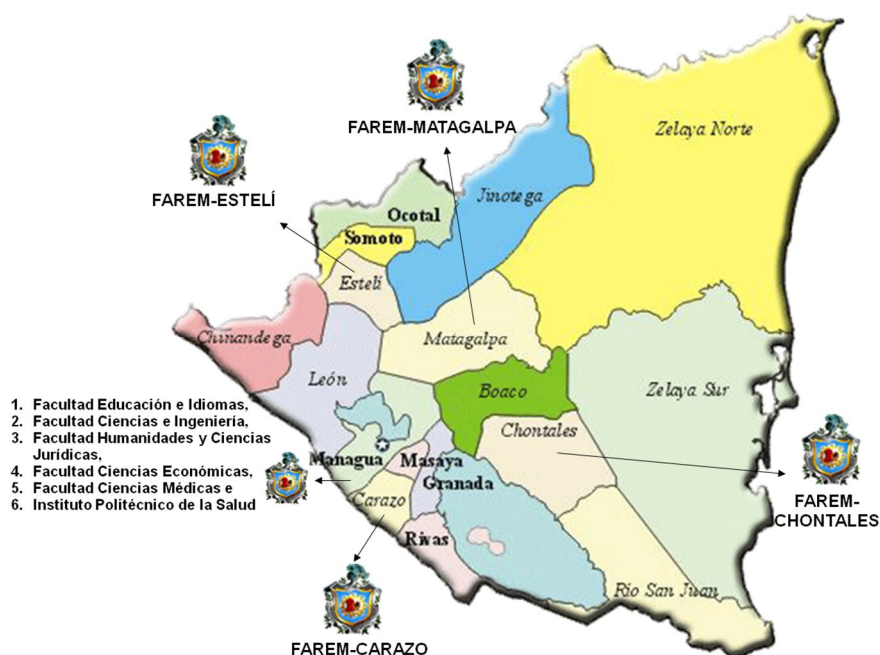 FAREM-MATAGALPA
FAREM-ESTELÍ
Zelaya Norte
Jinotega
Ocotal
Somoto
Estelí
Chinandega
Matagalpa
León
Boaco
Zelaya Sur
Chontales
1. Facultad Educación e Idiomas,
2. Facultad Ciencias e Ingeniería,
3. Facultad Humanidades y Ciencias
Jurídicas,
4. Facultad Ciencias Económicas,
5. Facultad Ciencias Médicas e
6. Instituto Politécnico de la Salud
Managua
Masaya
Granada
Carazo
Rivas
Río San Juan
FAREM-
CHONTALES
FAREM-CARAZO